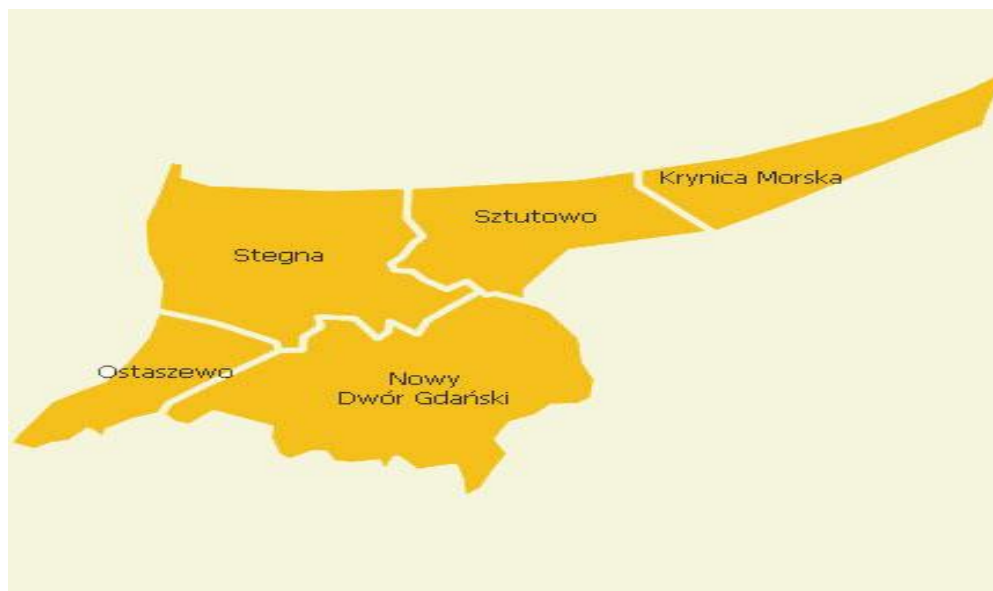 Krynica Morska
Sztutowo
Stegna
Ostaszewo
Nowy
Dwór Gdański